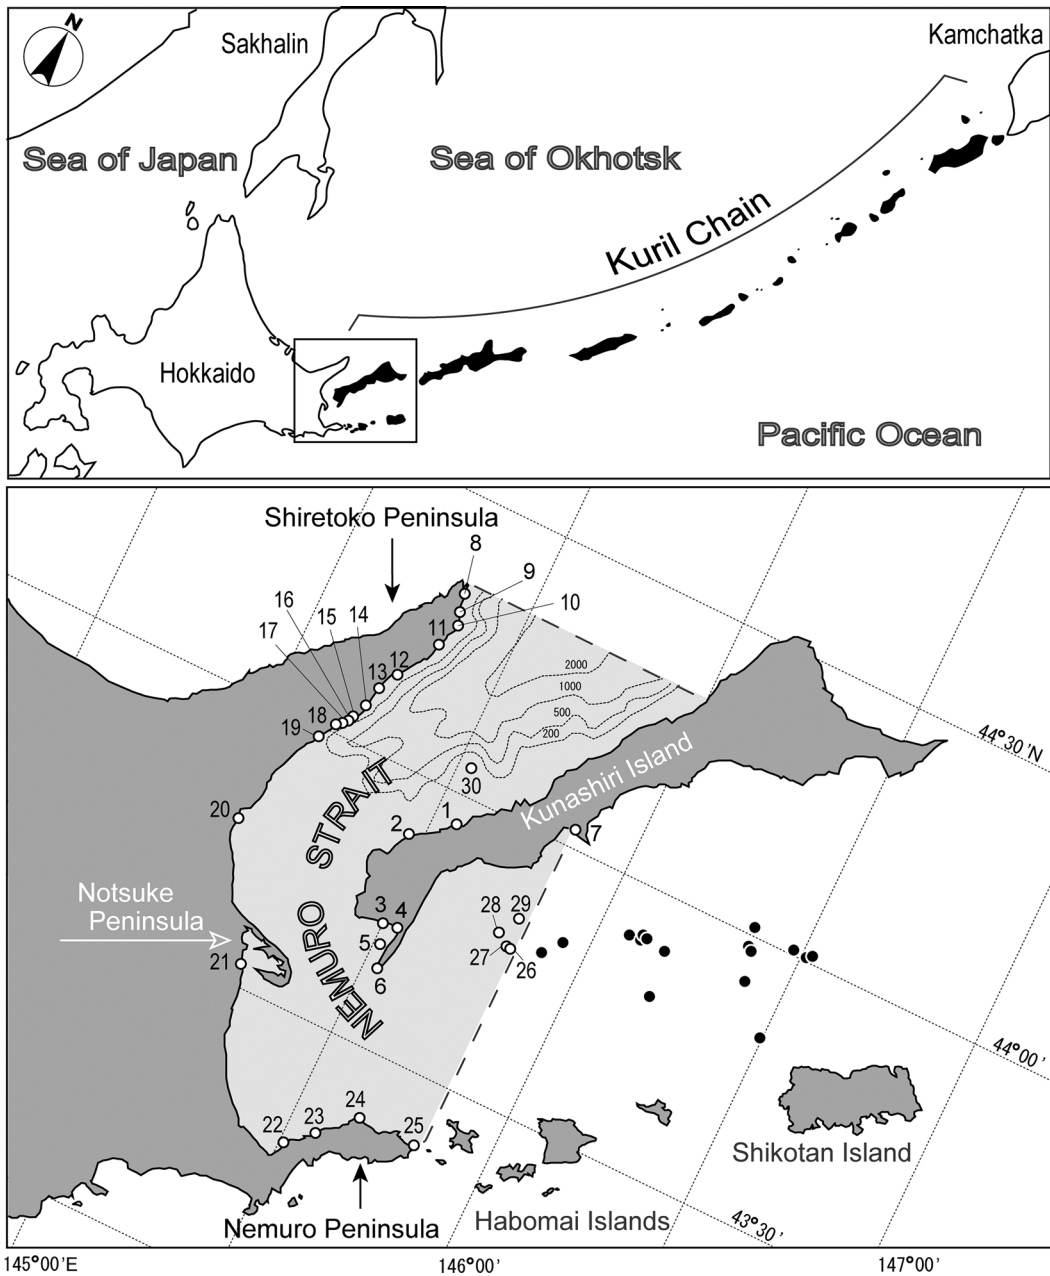 N
Sakhalin
Kamchatka
Sea of Japan
Sea of Okhotsk
Kuril Chain
Hokkaido
Pacific Ocean
Shiretoko Peninsula
8
9
10
16
15
14
11
17
12
13
18
19
2000
1000
500
200
44°30'N
30
20
1
2
Kunashiri Island
7
NEMURO STRAIT
Notsuke
Peninsula
3
4
28
29
5
27
26
21
6
44°00'
24
22
23
25
Shikotan Island
Nemuro Peninsula
Habomai Islands
43°30'
145°00'E
146°00'
147°00'